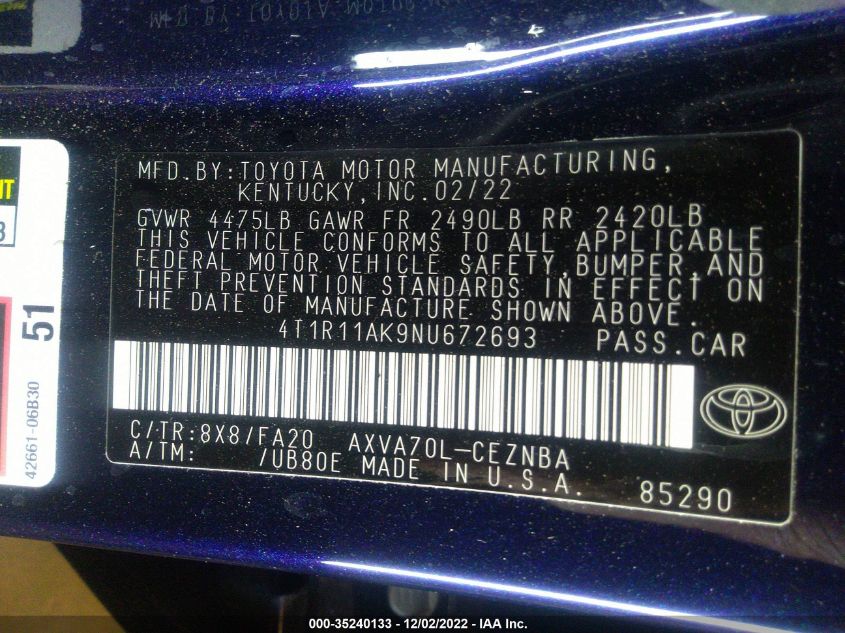 MFD.BY:TOYOTA MOTOR MANUFACTURING,
KENTUCKY,INC.02/22
GVWR 4475LB GAWR FR 2490LB RR 2420LB
THIS VEHICLE CONFORMS TO ALL APPLICABLE
FEDERAL MOTOR VEHICLE SAFETY,BUMPER,AND
THEFT PREVENTION STANDARDS IN EFFECT ON
THE DATE OF MANUFACTURE SHOWN ABOVE.
4T1R11AK9NU672693 PASS.CAR
C/TR:8X8/FA20 AXVA70L-CEZNBA
A/TM: /UB80E MADE IN U.S.A.
85290
51
42661-06B30
000-35240133 - 12/02/2022 - IAA Inc.